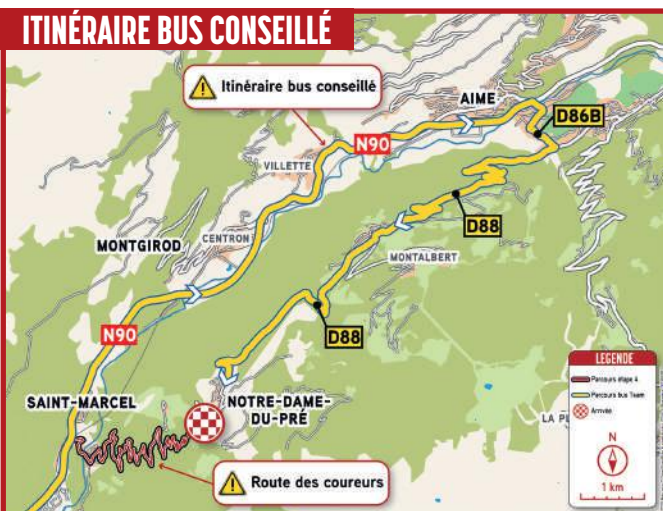 ITINÉRAIRE BUS CONSEILLÉ
Itinéraire bus conseillé
AIME
D86B
N90
VILLETTE
D88
MONTGIROD
CENTRON
MONTALBERT
N90
D88
SAINT-MARCEL
NOTRE-DAME-
DU-PRÉ
LA PL
Route des coureurs
LEGENDE
Parcours étape 4
Parcours bus Team
Arrivée
N
1 km